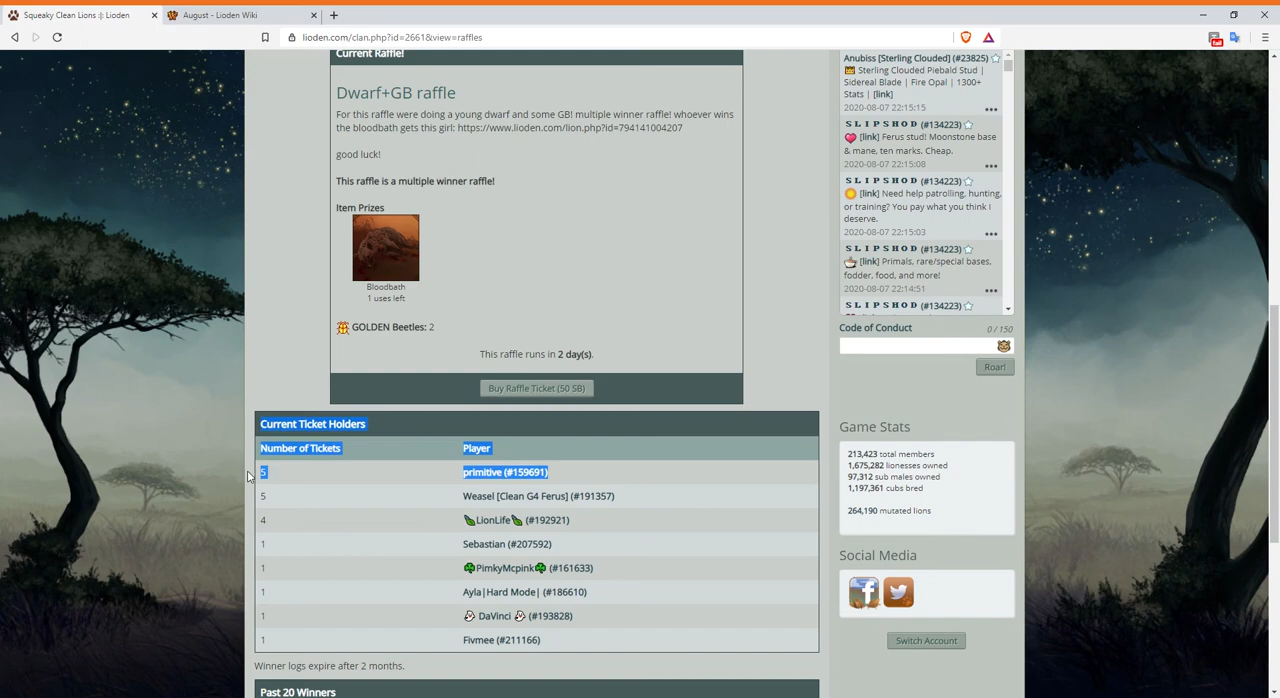 Squeaky Clean Lions :|: Lioden
August - Lioden Wiki
lioden.com/clan.php?id=2661&view=raffles
fail
Current Raffle!
Dwarf+GB raffle
For this raffle were doing a young dwarf and some GB! multiple winner raffle! whoever wins
the bloodbath gets this girl: https://www.lioden.com/lion.php?id=794141004207
good luck!
This raffle is a multiple winner raffle!
Item Prizes
Bloodbath
1 uses left
GOLDEN Beetles: 2
This raffle runs in 2 day(s).
Buy Raffle Ticket (50 SB)
Current Ticket Holders
Number of Tickets Player
5 primitive (#159691)
5 Weasel [Clean G4 Ferus] (#191357)
4 LionLife (#192921)
1 Sebastian (#207592)
1 PimkyMcpink (#161633)
1 Ayla|Hard Mode| (#186610)
1 DaVinci (#193828)
1 Fivmee (#211166)
Winner logs expire after 2 months.
Past 20 Winners
Anubiss [Sterling Clouded] (#23825)
Sterling Clouded Piebald Stud |
Sidereal Blade | Fire Opal | 1300+
Stats | [link]
2020-08-07 22:15:15
S L I P S H O D (#134223)
[link] Ferus stud! Moonstone base
& mane, ten marks. Cheap.
2020-08-07 22:15:08
S L I P S H O D (#134223)
[link] Need help patrolling, hunting,
or training? You pay what you think I
deserve.
2020-08-07 22:15:03
S L I P S H O D (#134223)
[link] Primals, rare/special bases,
fodder, food, and more!
2020-08-07 22:14:51
S L I P S H O D (#134223)
Code of Conduct 0 / 150
Roar!
Game Stats
213,423 total members
1,675,282 lionesses owned
97,312 sub males owned
1,197,361 cubs bred
264,190 mutated lions
Social Media
Switch Account